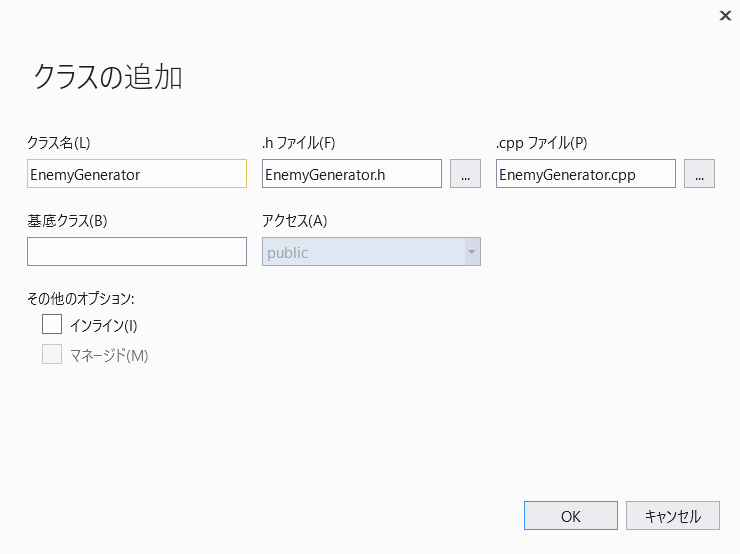 クラスの追加
クラス名(L)
.h ファイル(F)
.cpp ファイル(P)
EnemyGenerator
EnemyGenerator.h
...
EnemyGenerator.cpp
...
基底クラス(B)
アクセス(A)
public
その他のオプション:
インライン(I)
マネージド(M)
OK
キャンセル